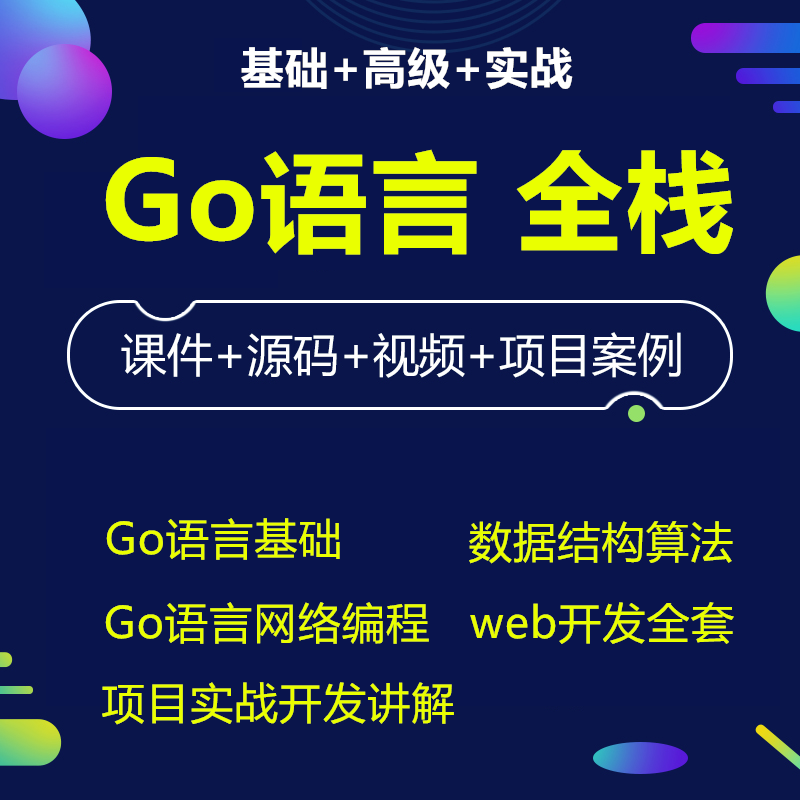 基础+高级+实战
Go语言 全栈
课件+源码+视频+项目案例
Go语言基础
数据结构算法
Go语言网络编程
web开发全套
项目实战开发讲解